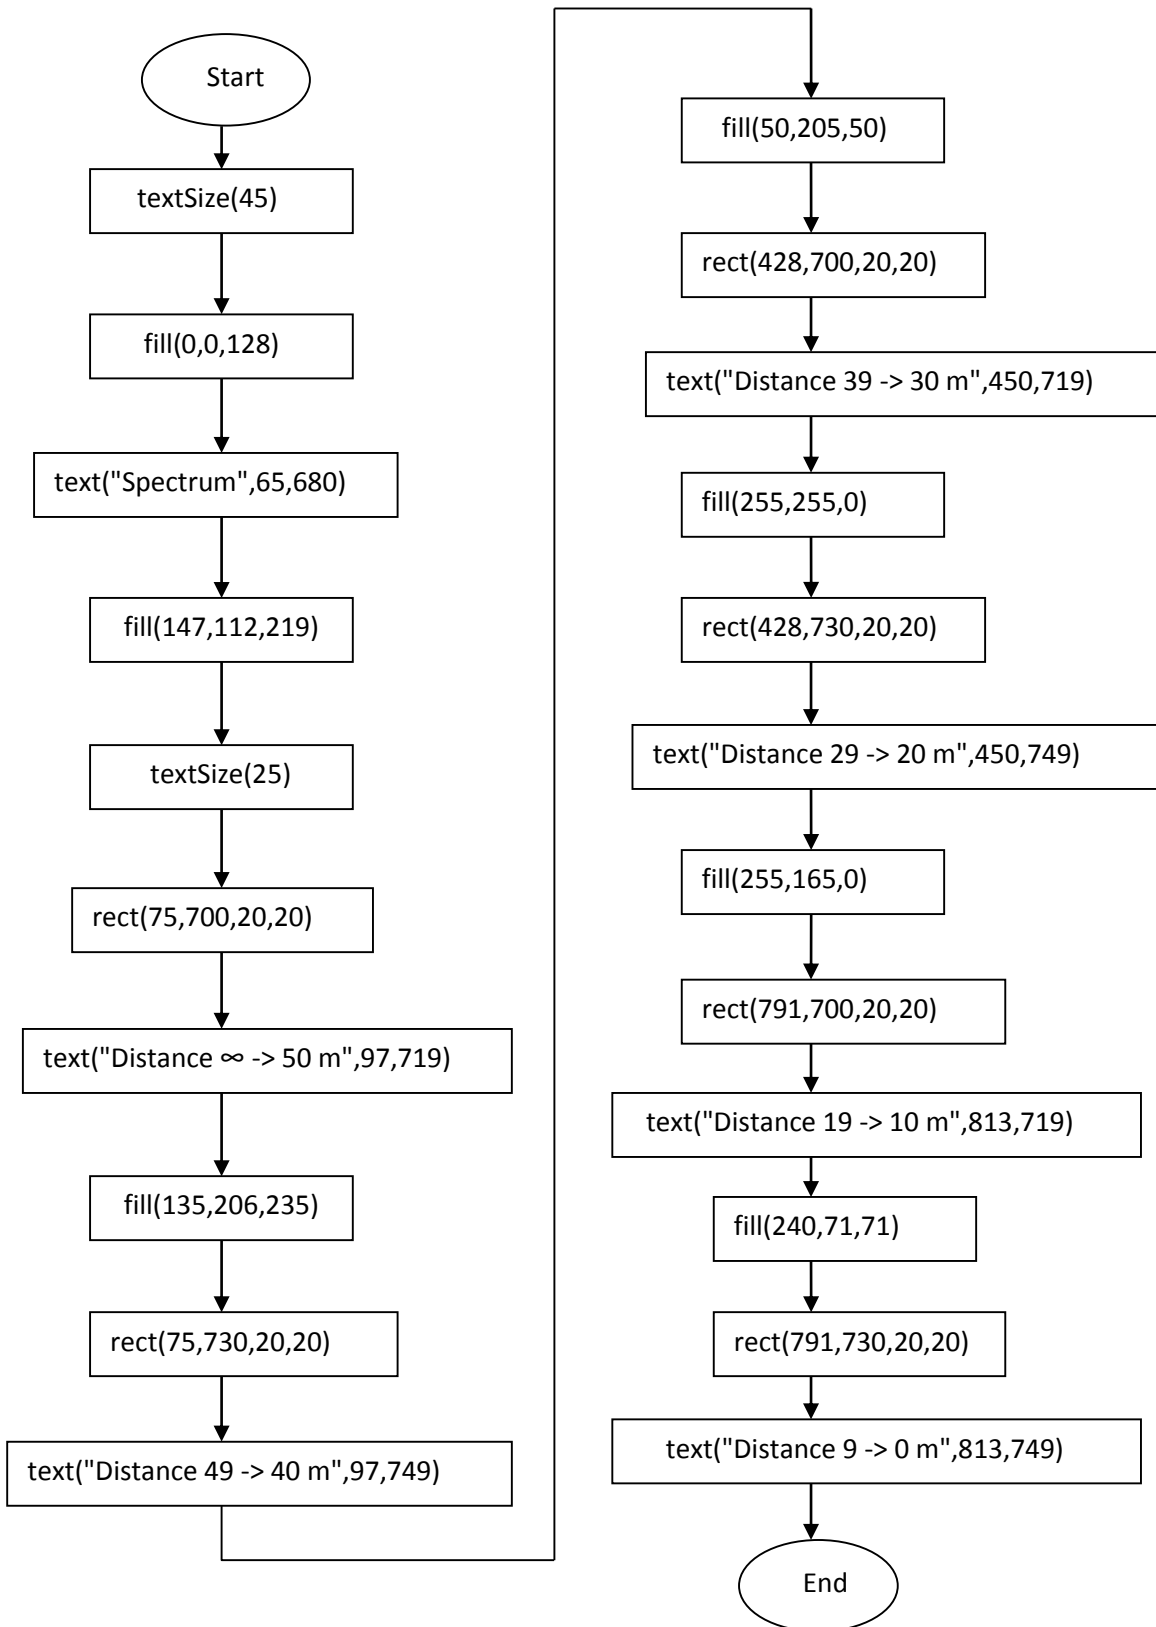 Start
textSize(45)
fill(0,0,128)
text("Spectrum",65,680)
fill(147,112,219)
textSize(25)
rect(75,700,20,20)
text("Distance ∞ -> 50 m",97,719)
fill(135,206,235)
rect(75,730,20,20)
text("Distance 49 -> 40 m",97,749)
fill(50,205,50)
rect(428,700,20,20)
text("Distance 39 -> 30 m",450,719)
fill(255,255,0)
rect(428,730,20,20)
text("Distance 29 -> 20 m",450,749)
fill(255,165,0)
rect(791,700,20,20)
text("Distance 19 -> 10 m",813,719)
fill(240,71,71)
rect(791,730,20,20)
text("Distance 9 -> 0 m",813,749)
End